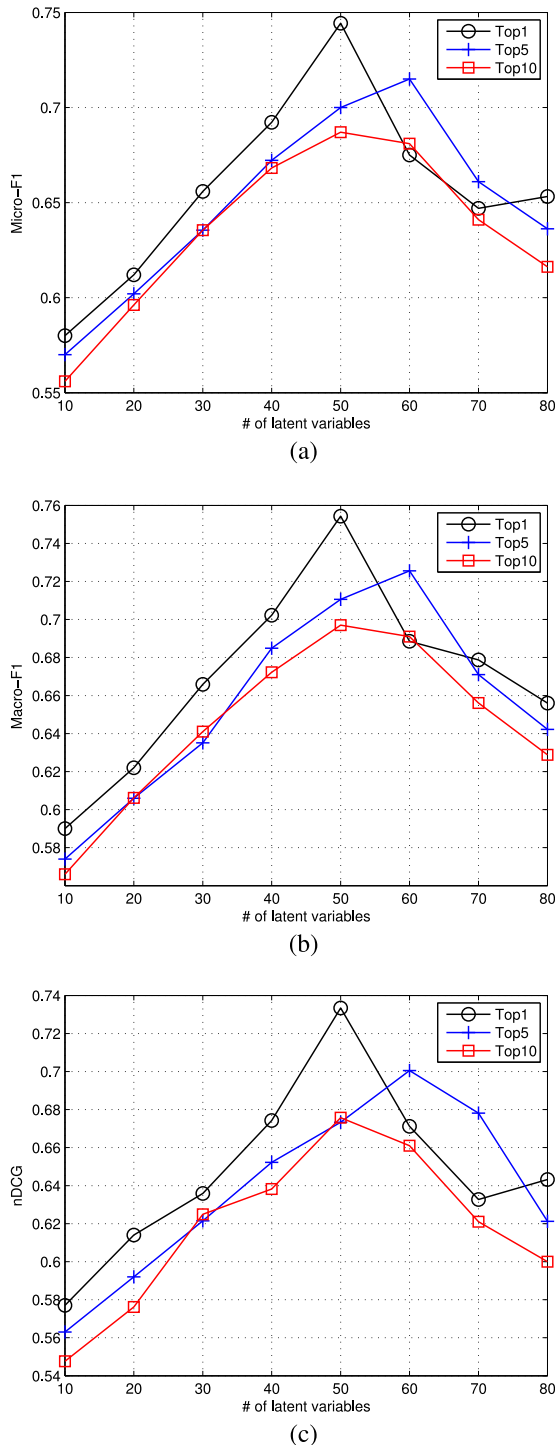 0.75
0.7
0.65
0.6
0.55
Micro-F1
Top1
Top5
Top10
10 20 30 40 50 60 70 80
# of latent variables
(a)
0.76
0.74
0.72
0.7
0.68
0.66
0.64
0.62
0.6
0.58
Macro-F1
Top1
Top5
Top10
10 20 30 40 50 60 70 80
# of latent variables
(b)
0.74
0.72
0.7
0.68
0.66
0.64
0.62
0.6
0.58
0.56
0.54
nDCG
Top1
Top5
Top10
10 20 30 40 50 60 70 80
# of latent variables
(c)